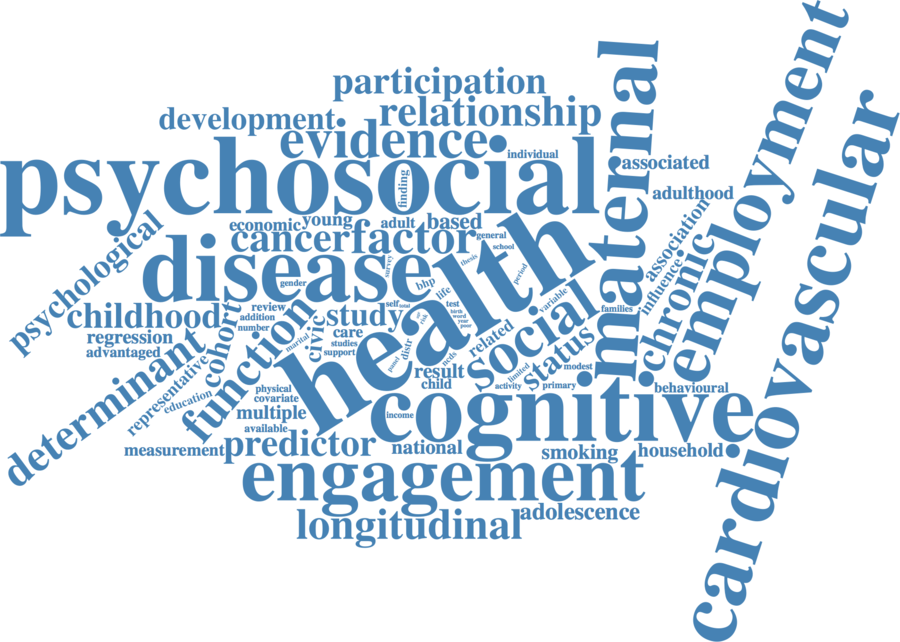 participation
development
relationship
evidence
individual
psychosocial
maternal
employment
cardiovascular
associated
finding
adulthood
economic
young
adult
based
cancer
factor
general
school
association
psychological
disease
health
survey
thesis
period
gender
bhp
life
influence
chronic
childhood
cohort
review
addition
number
function
civic
study
self
total
test
birth
word
year
poor
risk
variable
families
social
regression
advantaged
marital
care
studies
support
distr
panel
related
status
determinant
representative
education
result
child
limited
activity
modest
primary
behavioural
physical
covariate
multiple
available
income
cognitive
measurement
predictor
national
smoking
household
engagement
longitudinal
adolescence